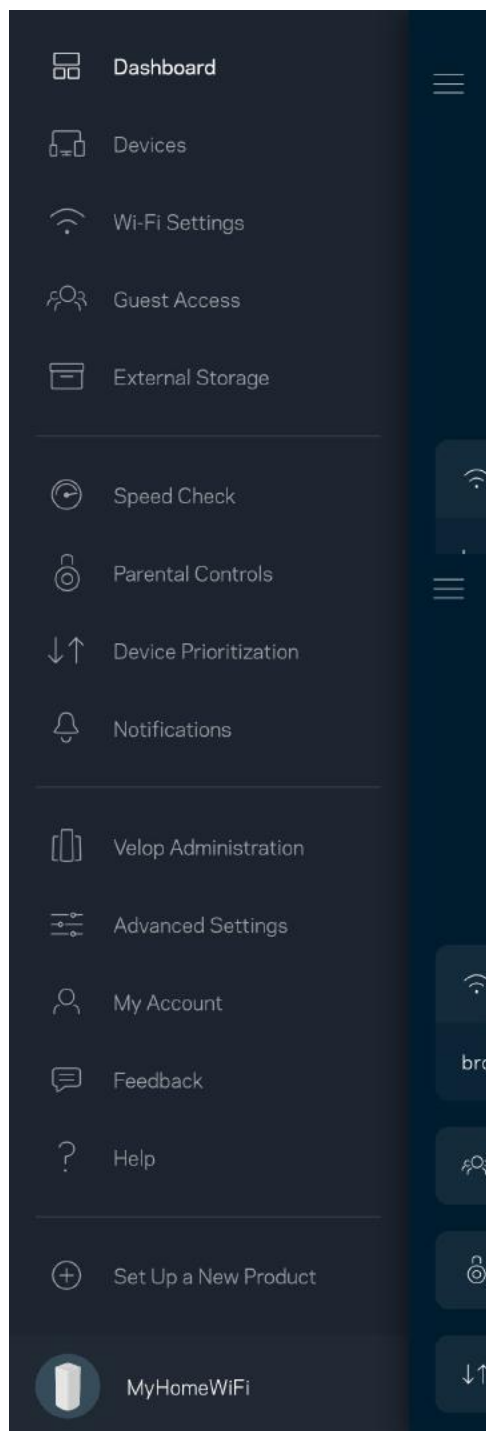 Dashboard
Devices
Wi-Fi Settings
Guest Access
External Storage
Speed Check
Parental Controls
Device Prioritization
Notifications
Velop Administration
Advanced Settings
My Account
Feedback
Help
Set Up a New Product
MyHomeWiFi